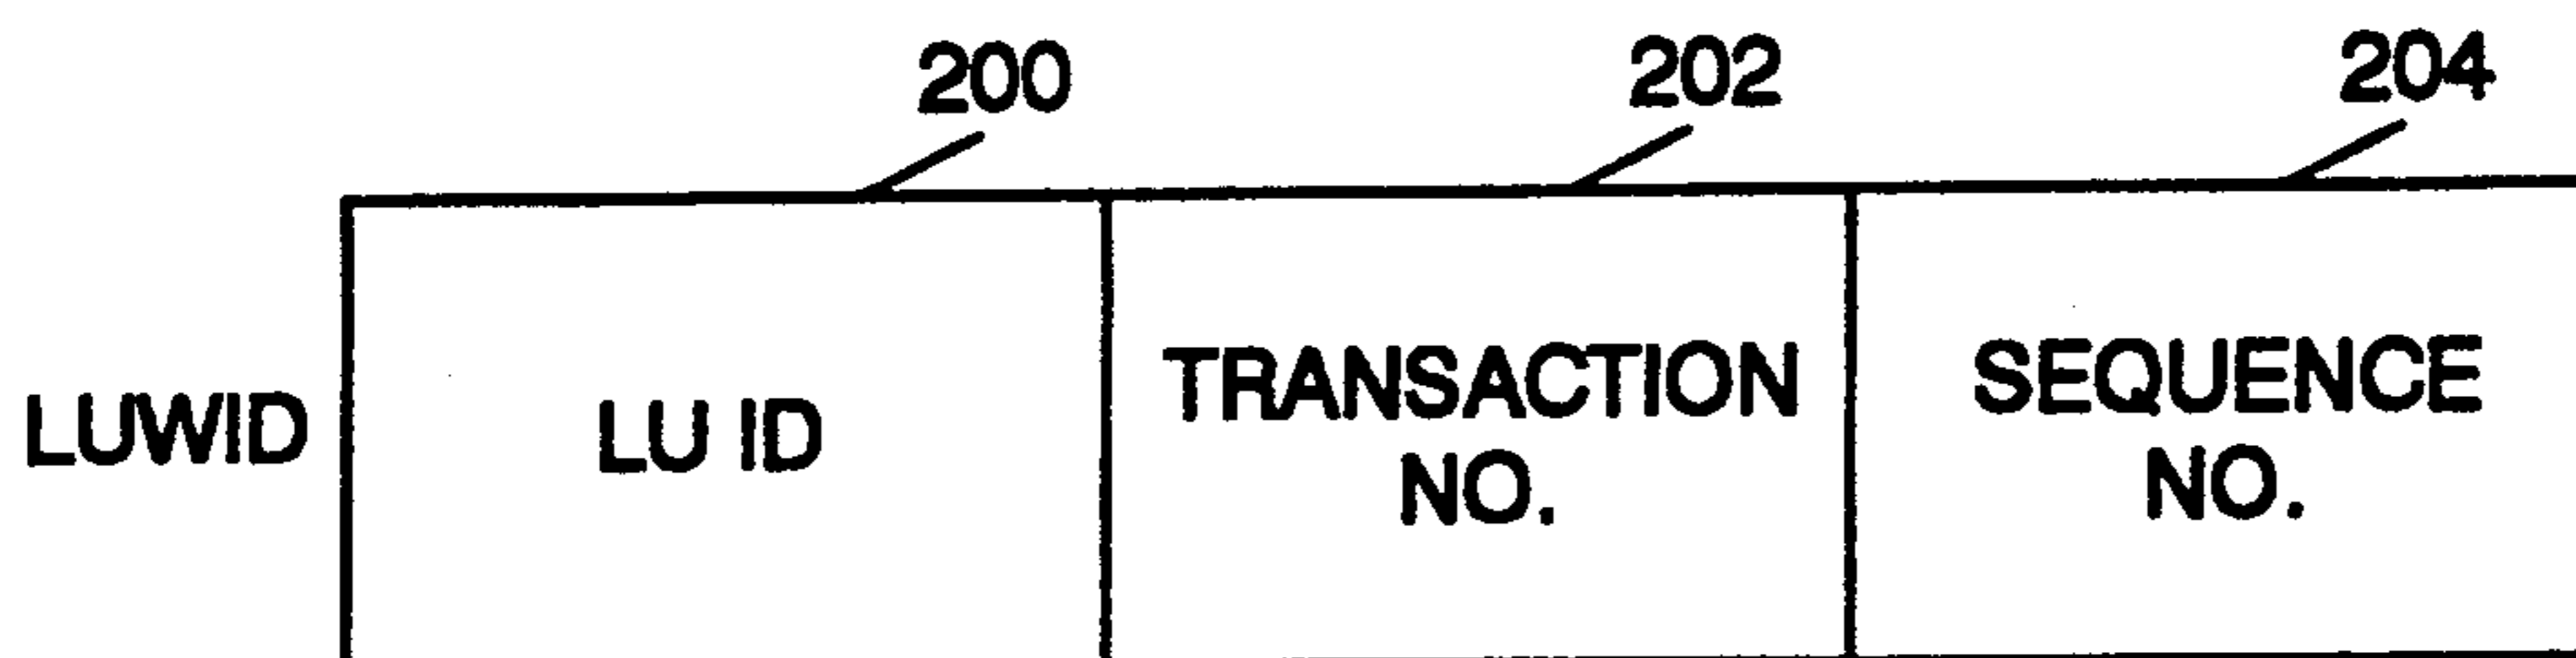 200 202 204
LUWID LU ID TRANSACTION NO. SEQUENCE NO.